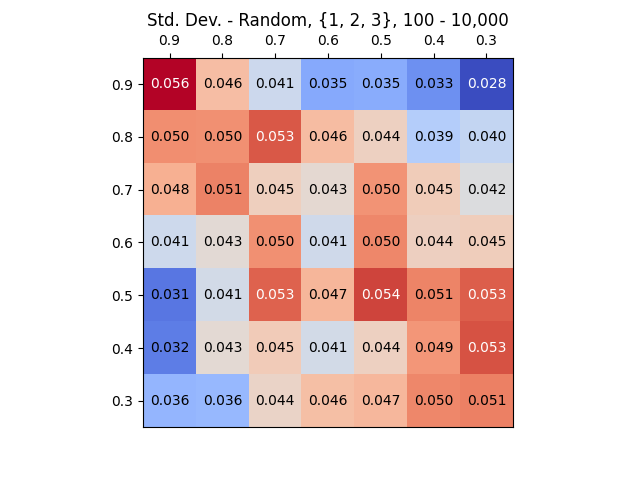 Std. Dev. - Random, {1, 2, 3}, 100 - 10,000
0.9 0.8 0.7 0.6 0.5 0.4 0.3
0.9 0.056 0.046 0.041 0.035 0.035 0.033 0.028
0.8 0.050 0.050 0.053 0.046 0.044 0.039 0.040
0.7 0.048 0.051 0.045 0.043 0.050 0.045 0.042
0.6 0.041 0.043 0.050 0.041 0.050 0.044 0.045
0.5 0.031 0.041 0.053 0.047 0.054 0.051 0.053
0.4 0.032 0.043 0.045 0.041 0.044 0.049 0.053
0.3 0.036 0.036 0.044 0.046 0.047 0.050 0.051